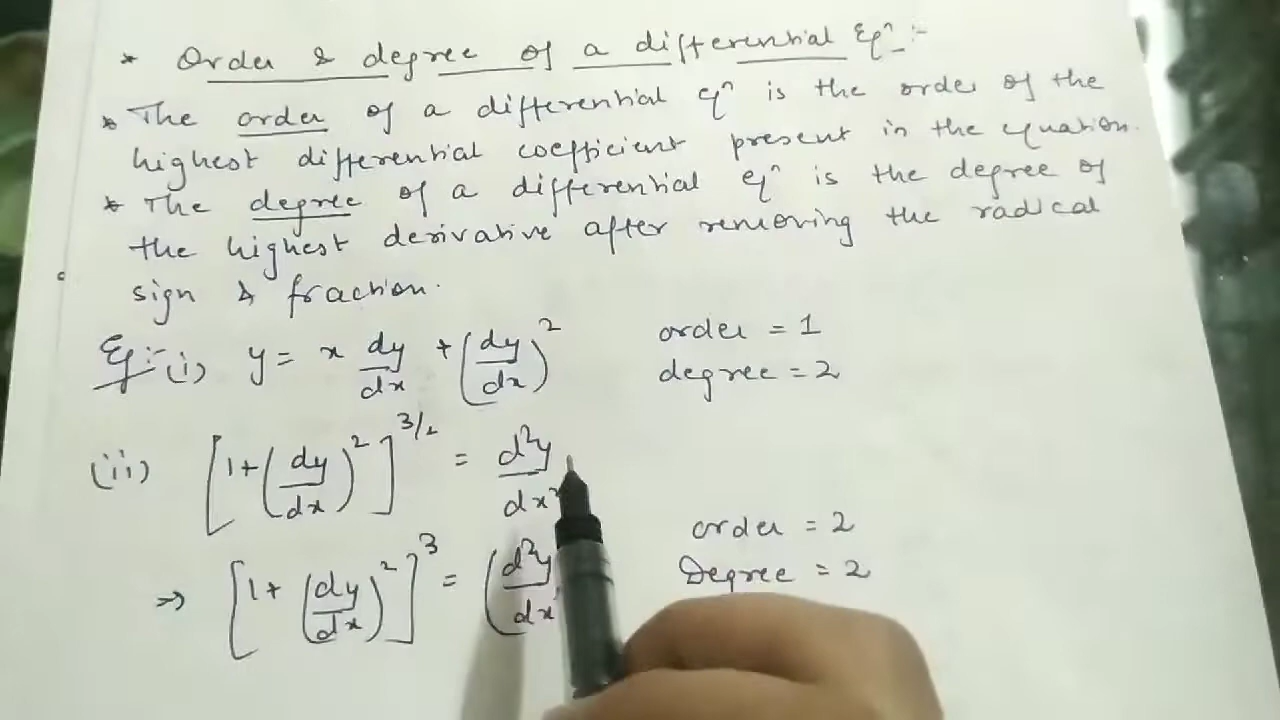 * Order & degree of a differential Eqⁿ :-
* The order of a differential eqⁿ is the order of the
highest differential coefficient present in the equation.
* The degree of a differential eqⁿ is the degree of
the highest derivative after removing the radical
sign & fraction.
Eg:- (i) y = x dy/dx + (dy/dx)² order = 1
degree = 2
(ii) [1+(dy/dx)²]^3/2 = d²y/dx²
order = 2
⇒ [1+(dy/dx)²]³ = (d²y/dx
Degree = 2